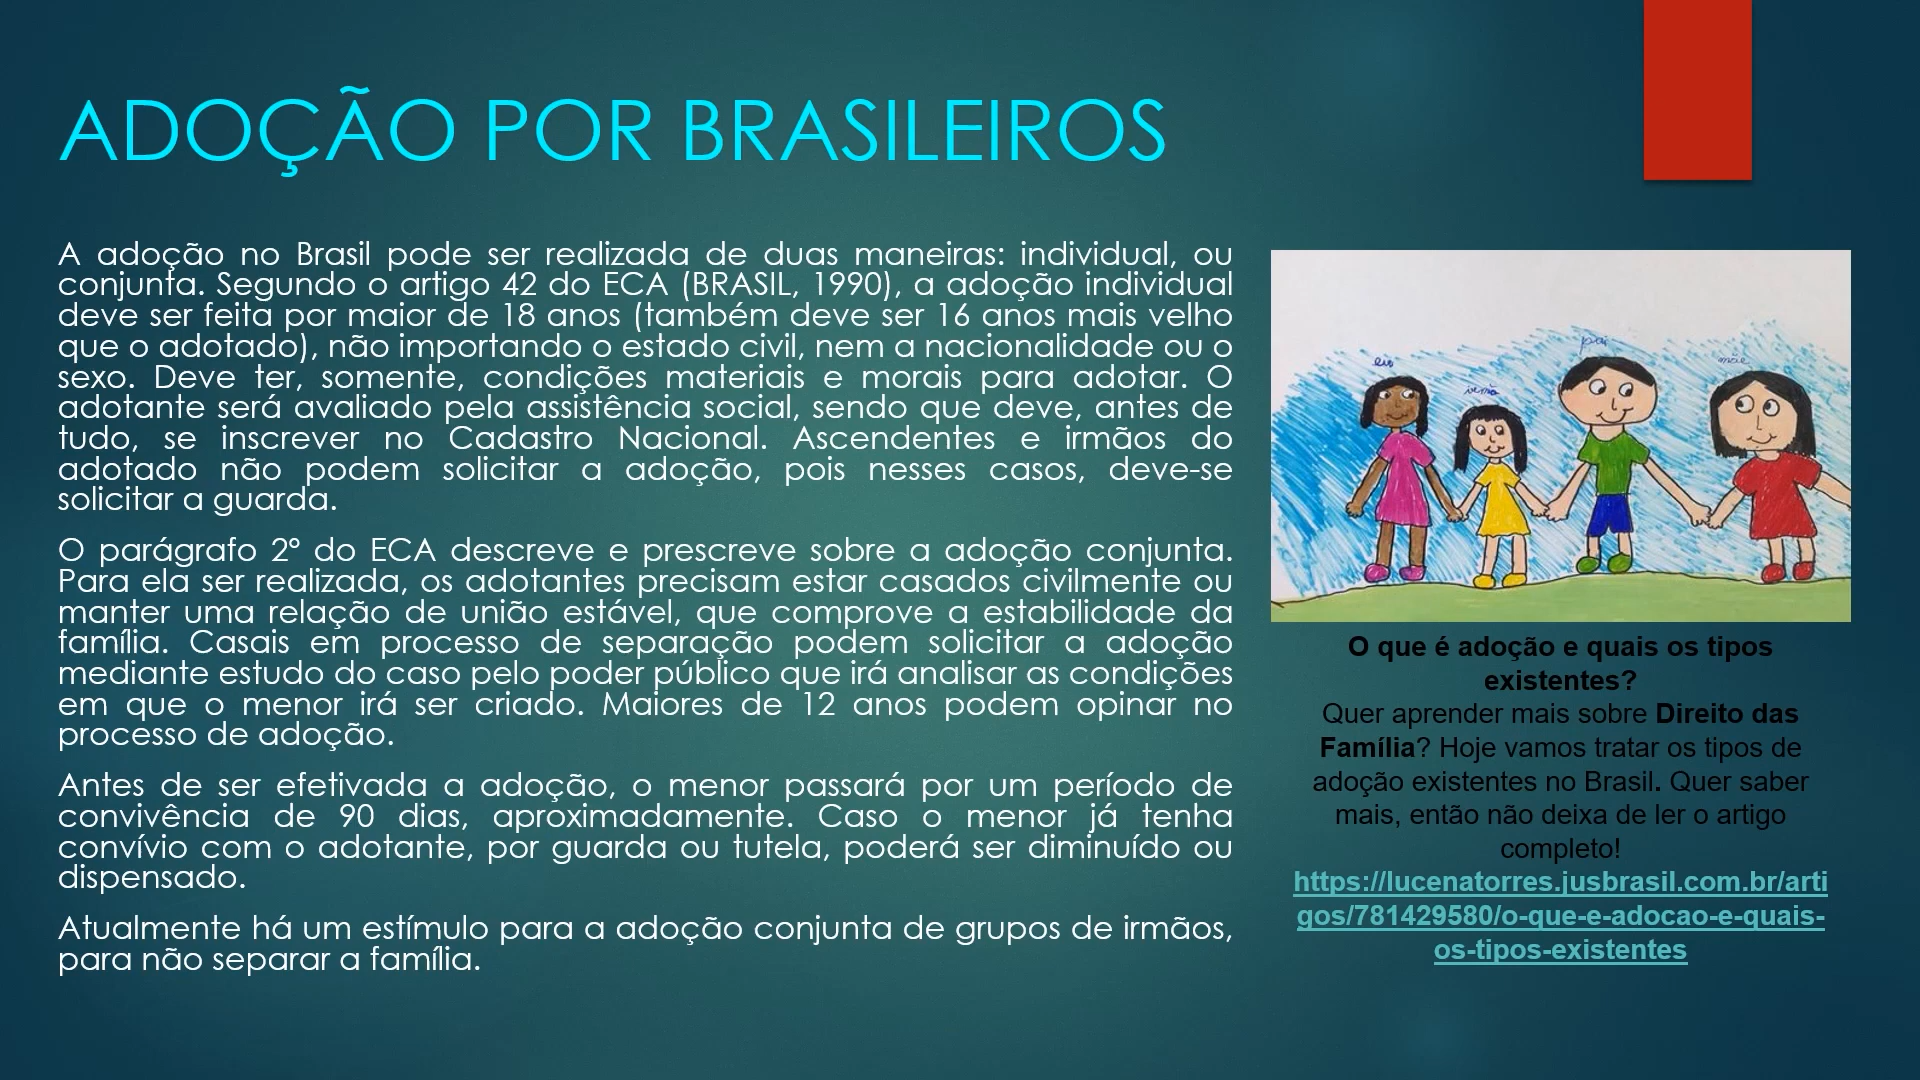 ADOÇÃO POR BRASILEIROS
A adoção no Brasil pode ser realizada de duas maneiras: individual, ou
conjunta. Segundo o artigo 42 do ECA (BRASIL, 1990), a adoção individual
deve ser feita por maior de 18 anos (também deve ser 16 anos mais velho
que o adotado), não importando o estado civil, nem a nacionalidade ou o
sexo. Deve ter, somente, condições materiais e morais para adotar. O
adotante será avaliado pela assistência social, sendo que deve, antes de
tudo, se inscrever no Cadastro Nacional. Ascendentes e irmãos do
adotado não podem solicitar a adoção, pois nesses casos, deve-se
solicitar a guarda.
O parágrafo 2º do ECA descreve e prescreve sobre a adoção conjunta.
Para ela ser realizada, os adotantes precisam estar casados civilmente ou
manter uma relação de união estável, que comprove a estabilidade da
família. Casais em processo de separação podem solicitar a adoção
mediante estudo do caso pelo poder público que irá analisar as condições
em que o menor irá ser criado. Maiores de 12 anos podem opinar no
processo de adoção.
Antes de ser efetivada a adoção, o menor passará por um período de
convivência de 90 dias, aproximadamente. Caso o menor já tenha
convívio com o adotante, por guarda ou tutela, poderá ser diminuído ou
dispensado.
Atualmente há um estímulo para a adoção conjunta de grupos de irmãos,
para não separar a família.
eu
irmã
pai
mãe
O que é adoção e quais os tipos
existentes?
Quer aprender mais sobre Direito das
Família? Hoje vamos tratar os tipos de
adoção existentes no Brasil. Quer saber
mais, então não deixa de ler o artigo
completo!
https://lucenatorres.jusbrasil.com.br/arti
gos/781429580/o-que-e-adocao-e-quais-
os-tipos-existentes